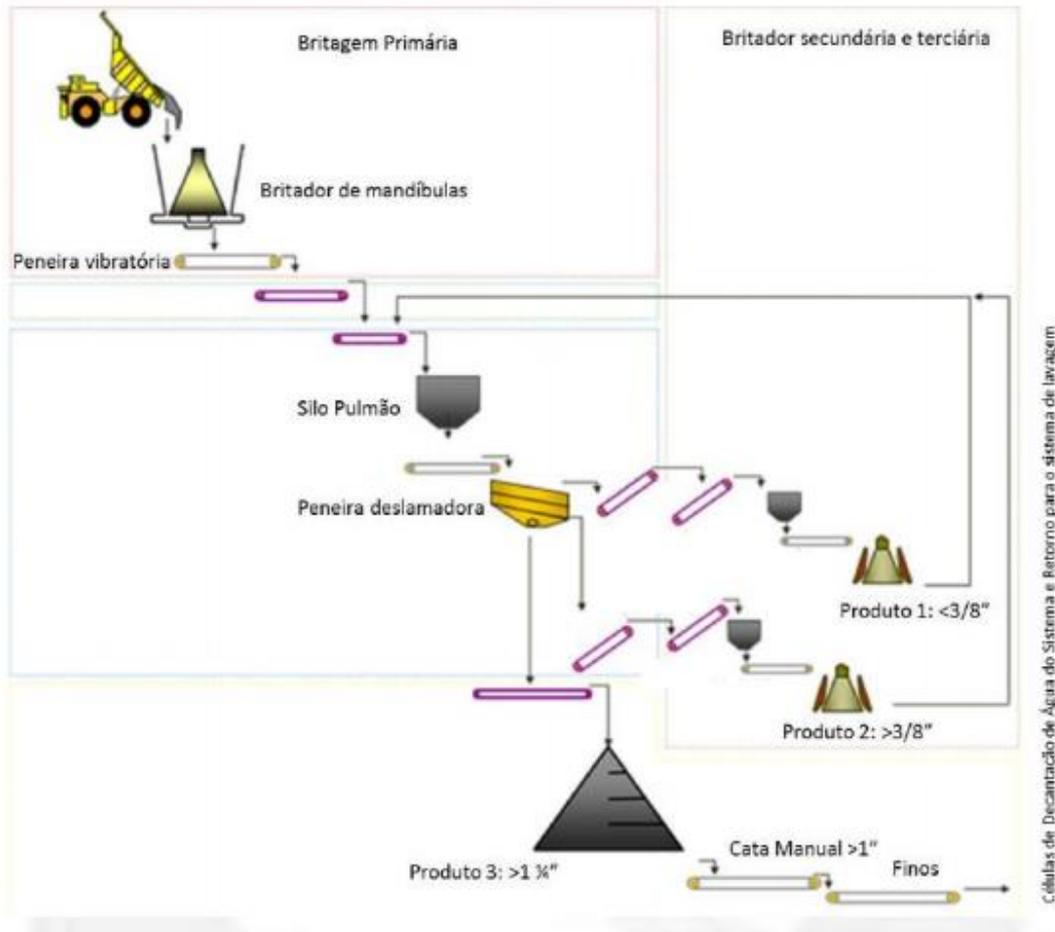 Britagem Primária
Britador secundária e terciária
Britador de mandíbulas
Peneira vibratória
Silo Pulmão
Peneira deslamadora
Produto 1: <3/8"
Produto 2: >3/8"
Produto 3: >1 ¼"
Cata Manual >1"
Finos
Células de Decantação de Água do Sistema e Retorno para o sistema de lavagem